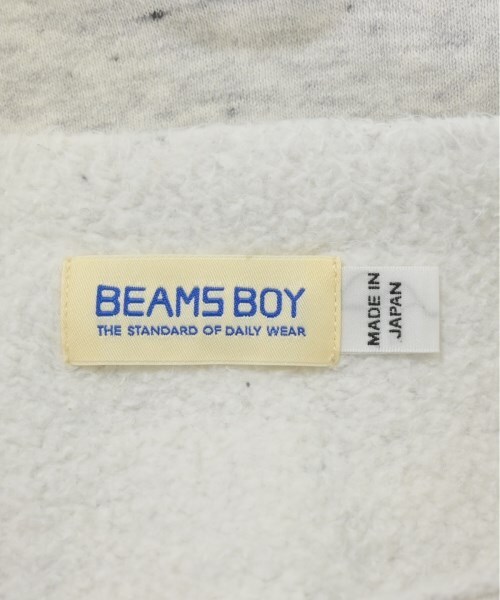 BEAMS BOY
THE STANDARD OF DAILY WEAR
MADE IN
JAPAN